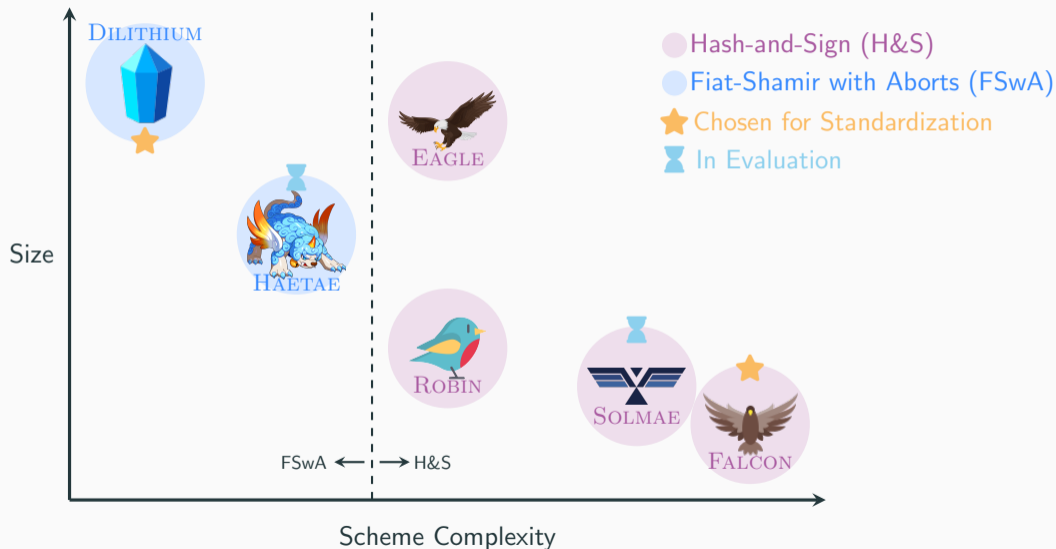 DILITHIUM
Hash-and-Sign (H&S)
Fiat-Shamir with Aborts (FSwA)
Chosen for Standardization
In Evaluation
EAGLE
Size
HAETAE
ROBIN
SOLMAE
FALCON
FSwA
H&S
Scheme Complexity